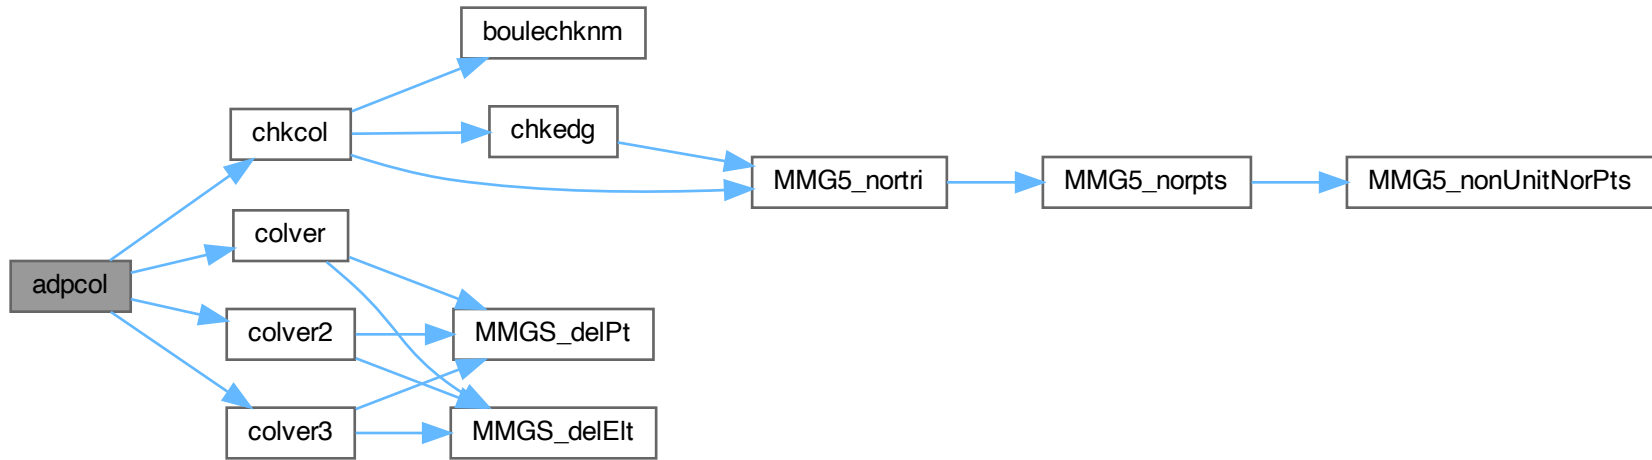 boulechknm
chkcol
chkedg
MMG5_nortri
MMG5_norpts
MMG5_nonUnitNorPts
colver
adpcol
colver2
MMGS_delPt
colver3
MMGS_delElt